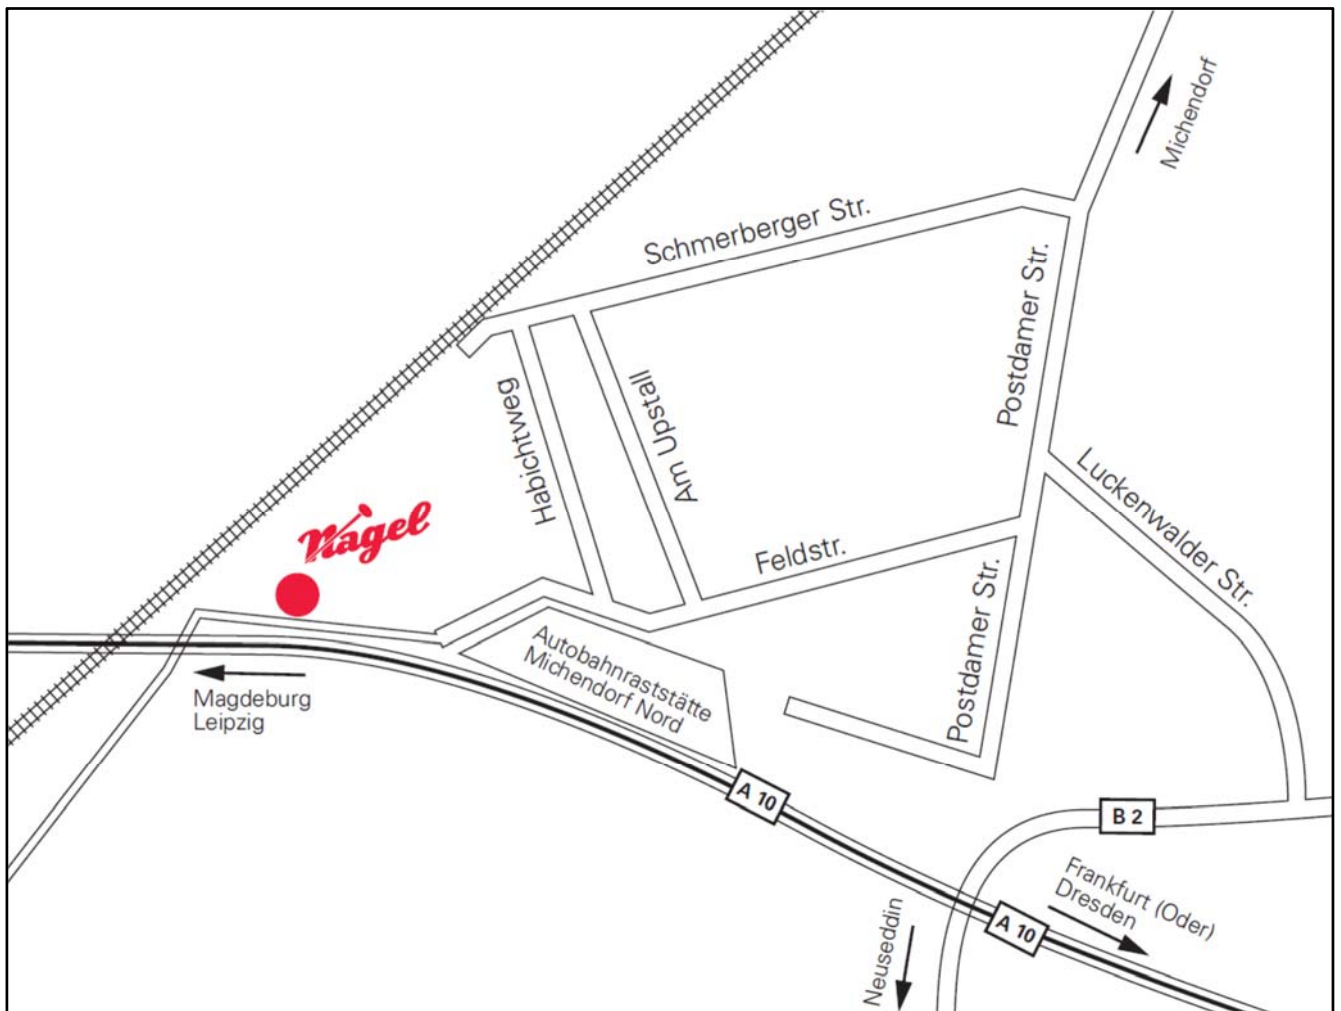 Michendorf
Schmerberger Str.
Postdamer Str.
Habichtweg
Am Upstall
Luckenwalder Str.
Nagel
Feldstr.
Postdamer Str.
Autobahnraststätte
Michendorf Nord
Magdeburg
Leipzig
A 10
B 2
Frankfurt (Oder)
Dresden
A 10
Neuseddin